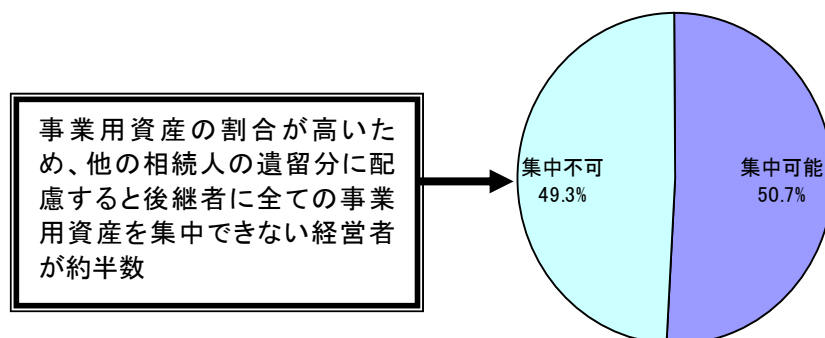 事業用資産の割合が高いた
め、他の相続人の遺留分に配
慮すると後継者に全ての事業
用資産を集中できない経営者
が約半数
集中不可
49.3%
集中可能
50.7%